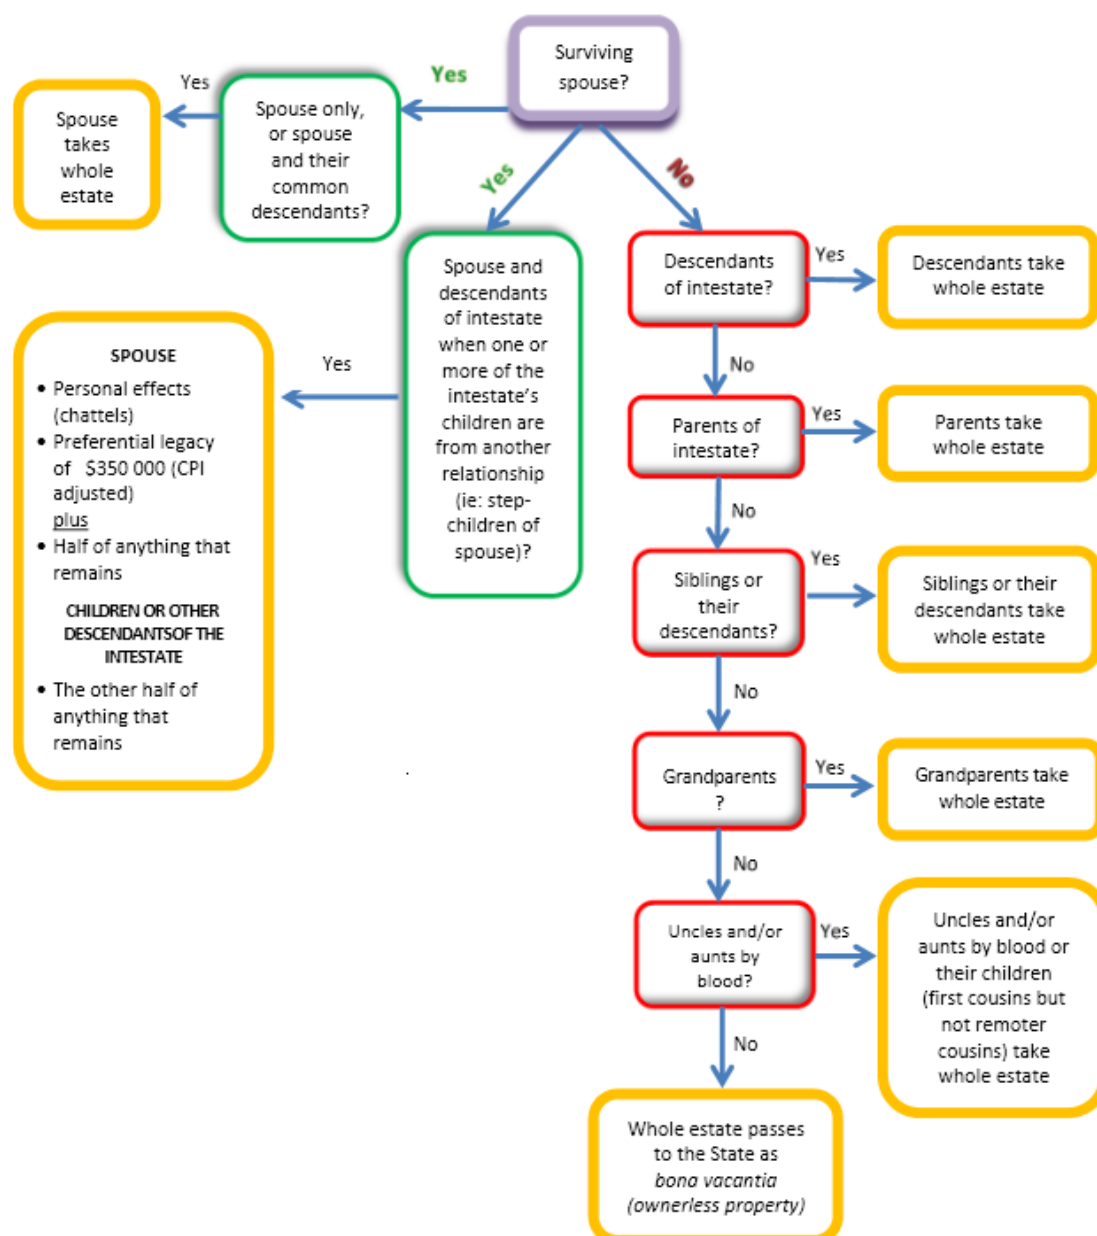 Surviving
spouse?
Yes
Yes
No
Spouse only,
or spouse
and their
common
descendants?
Yes
Spouse
takes
whole
estate
Spouse and
descendants
of intestate
when one or
more of the
intestate's
children are
from another
relationship
(ie: step-
children of
spouse)?
Yes
SPOUSE
• Personal effects
(chattels)
• Preferential legacy
of $350 000 (CPI
adjusted)
plus
• Half of anything that
remains
CHILDREN OR OTHER
DESCENDANTSOF THE
INTESTATE
• The other half of
anything that
remains
.
Descendants
of intestate?
Yes
Descendants take
whole estate
No
Parents of
intestate?
Yes
Parents take
whole estate
No
Siblings or
their
descendants?
Yes
Siblings or their
descendants take
whole estate
No
Grandparents
?
Yes
Grandparents take
whole estate
No
Uncles and/or
aunts by
blood?
Yes
Uncles and/or
aunts by blood or
their children
(first cousins but
not remoter
cousins) take
whole estate
No
Whole estate passes
to the State as
bona vacantia
(ownerless property)